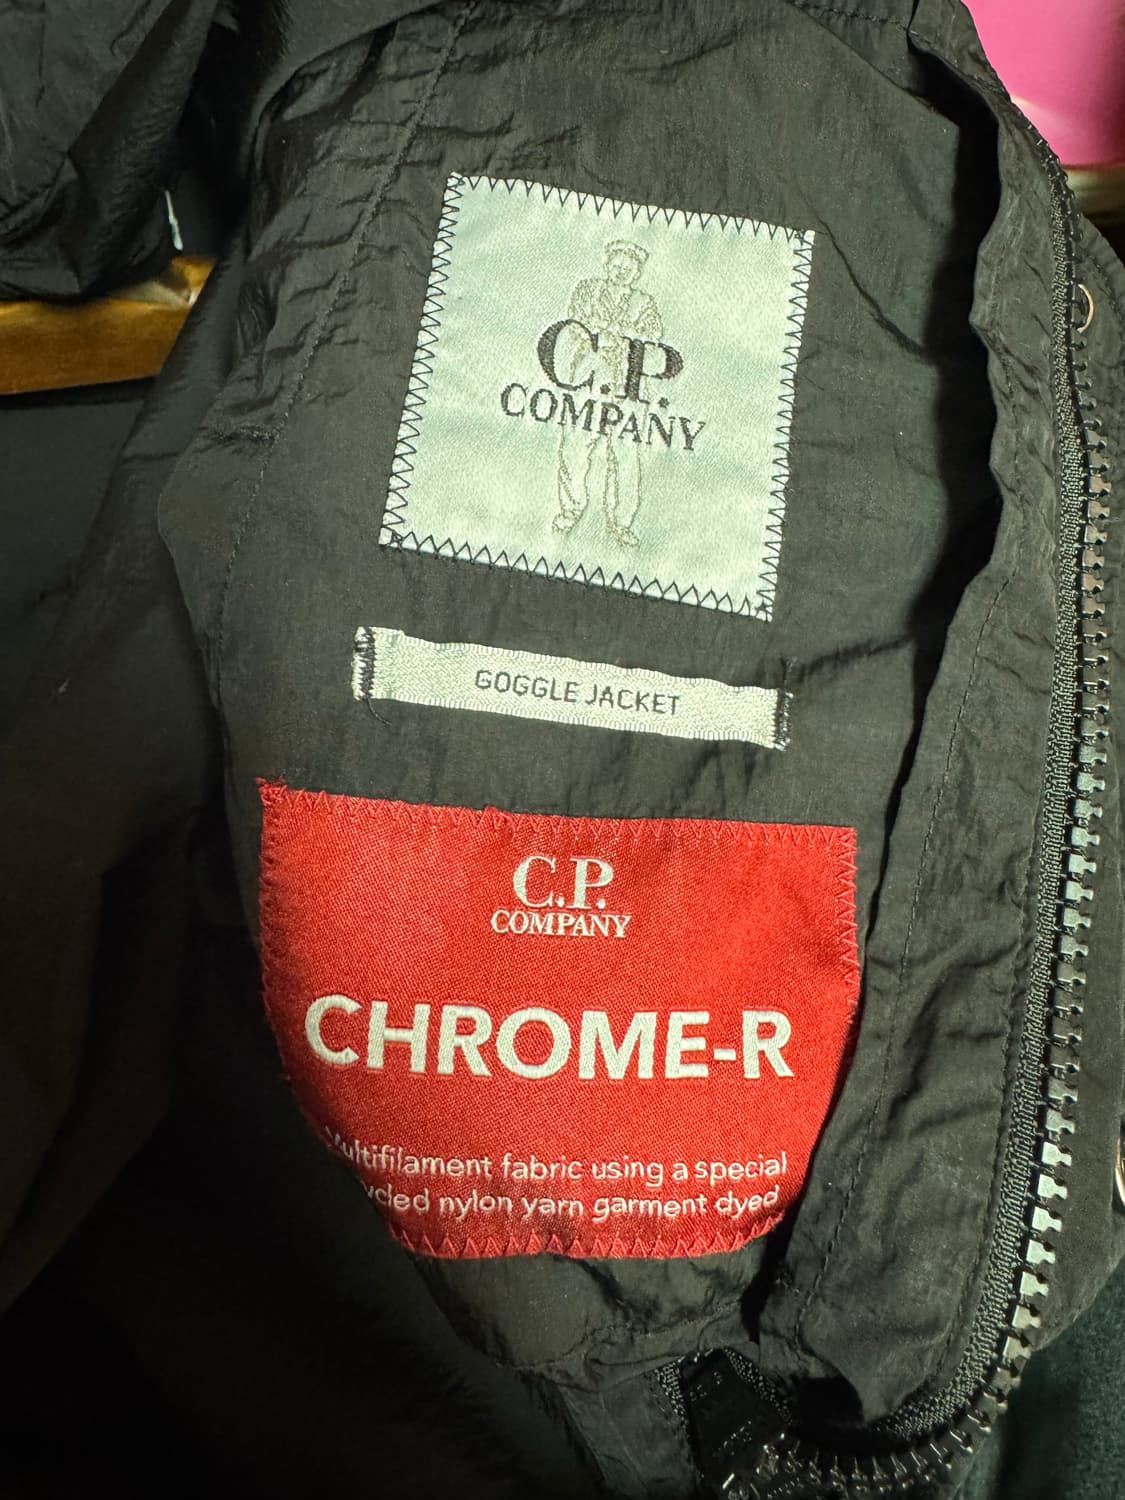 C.P.
COMPANY
GOGGLE JACKET
C.P.
COMPANY
CHROME-R
fabric using a special
nylon yarn garment dyed